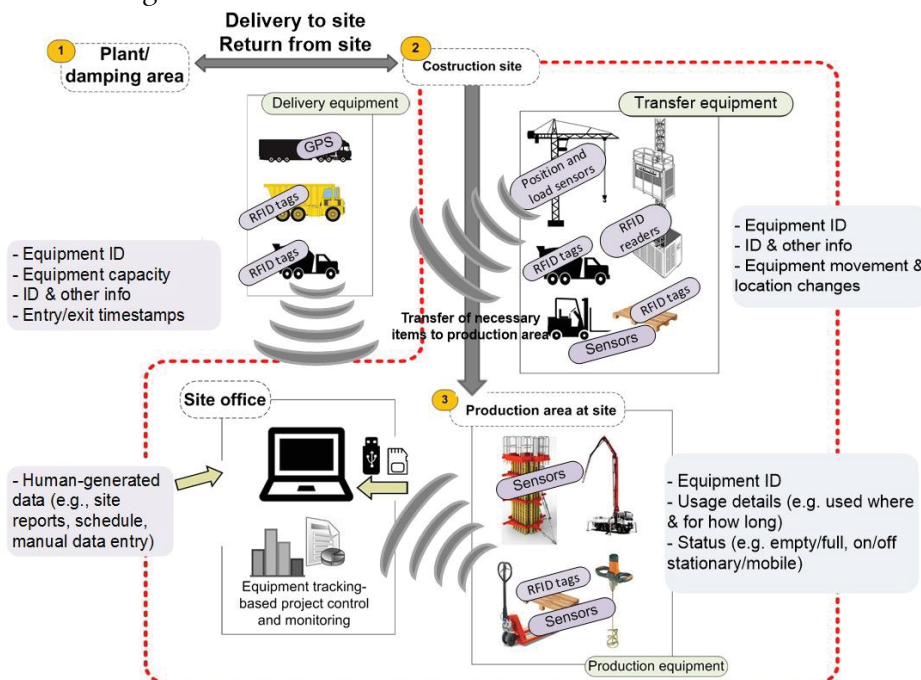 Delivery to site
Return from site
1
Plant/
damping area
2
Costruction site
Delivery equipment
GPS
RFID tags
RFID tags
Transfer equipment
Position and
load sensors
RFID
readers
RFID tags
RFID tags
Sensors
- Equipment ID
- Equipment capacity
- ID & other info
- Entry/exit timestamps
- Equipment ID
- ID & other info
- Equipment movement &
location changes
Transfer of necessary
items to production area
Site office
3
Production area at site
- Human-generated
data (e.g., site
reports, schedule,
manual data entry)
Equipment tracking-
based project control
and monitoring
Sensors
RFID tags
Sensors
Production equipment
- Equipment ID
- Usage details (e.g. used where
& for how long)
- Status (e.g. empty/full, on/off
stationary/mobile)